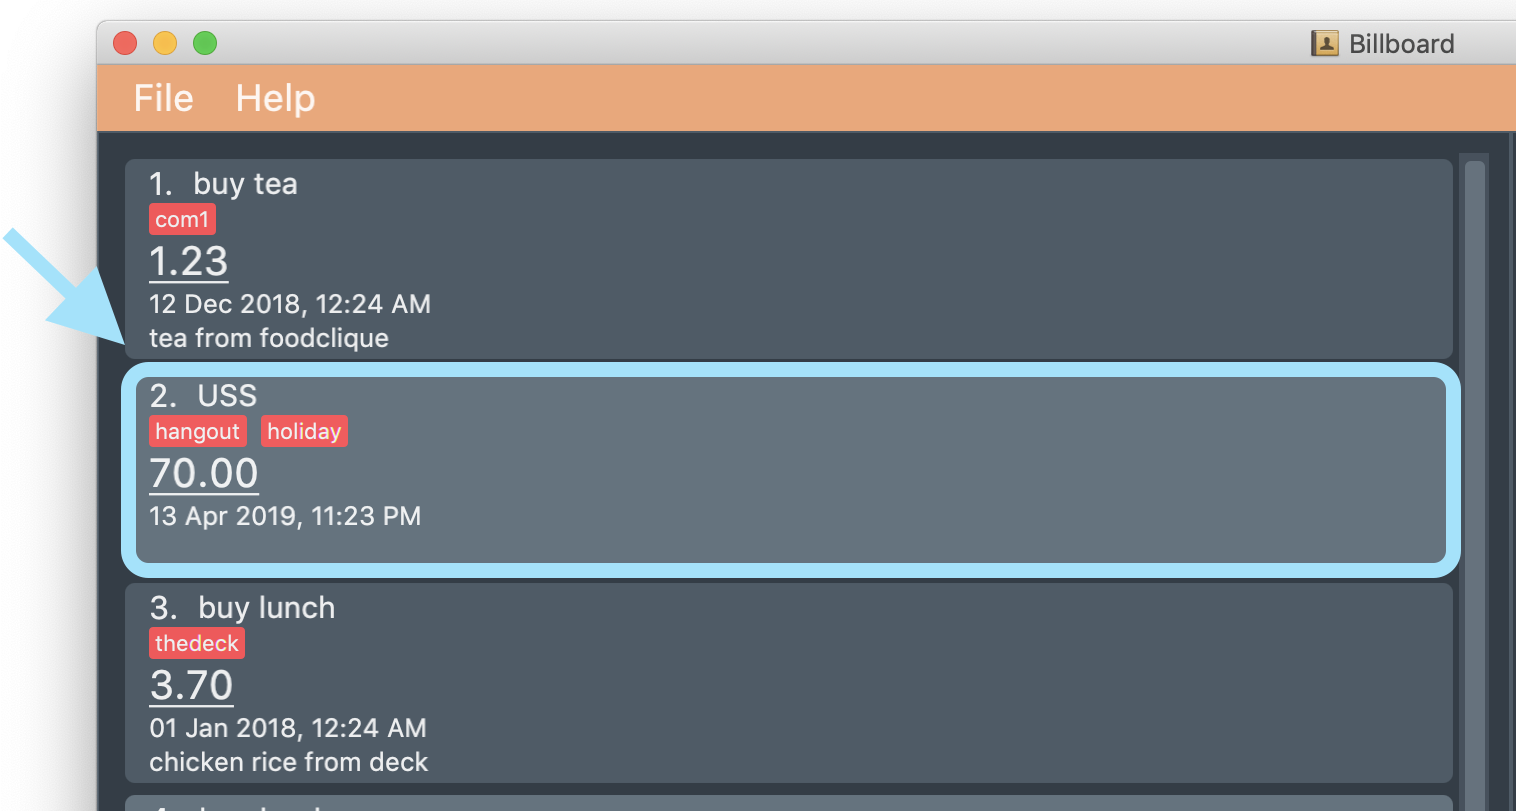 Billboard
File Help
1. buy tea
com1
1.23
12 Dec 2018, 12:24 AM
tea from foodclique
2. USS
hangout holiday
70.00
13 Apr 2019, 11:23 PM
3. buy lunch
thedeck
3.70
01 Jan 2018, 12:24 AM
chicken rice from deck